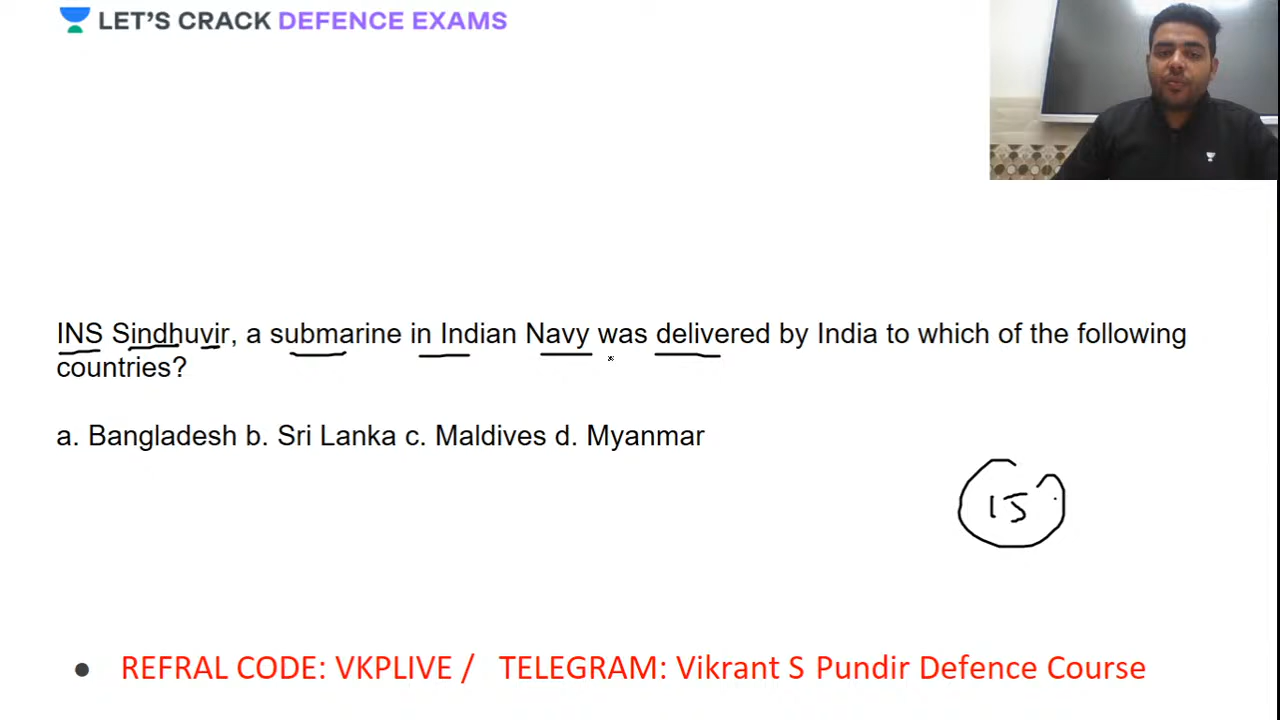 LET'S CRACK DEFENCE EXAMS
INS Sindhuvir, a submarine in Indian Navy was delivered by India to which of the following
countries?
a. Bangladesh b. Sri Lanka c. Maldives d. Myanmar
15
● REFRAL CODE: VKPLIVE / TELEGRAM: Vikrant S Pundir Defence Course